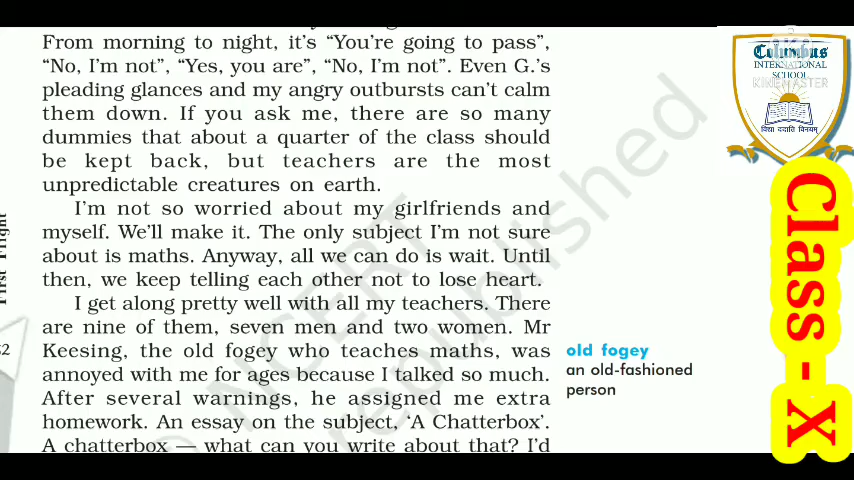 From morning to night, it's “You're going to pass”,
“No, I'm not”, “Yes, you are”, “No, I'm not”. Even G.'s
pleading glances and my angry outbursts can't calm
them down. If you ask me, there are so many
dummies that about a quarter of the class should
be kept back, but teachers are the most
unpredictable creatures on earth.
I'm not so worried about my girlfriends and
myself. We'll make it. The only subject I'm not sure
about is maths. Anyway, all we can do is wait. Until
then, we keep telling each other not to lose heart.
I get along pretty well with all my teachers. There
are nine of them, seven men and two women. Mr
Keesing, the old fogey who teaches maths, was
annoyed with me for ages because I talked so much.
After several warnings, he assigned me extra
homework. An essay on the subject, ‘A Chatterbox’.
A chatterbox — what can you write about that? I'd
old fogey
an old-fashioned
person
First Flight
© NCERT
republished
Columbus
INTERNATIONAL
SCHOOL
KINEMASTER
विद्या ददाति विनयम्
Class - X